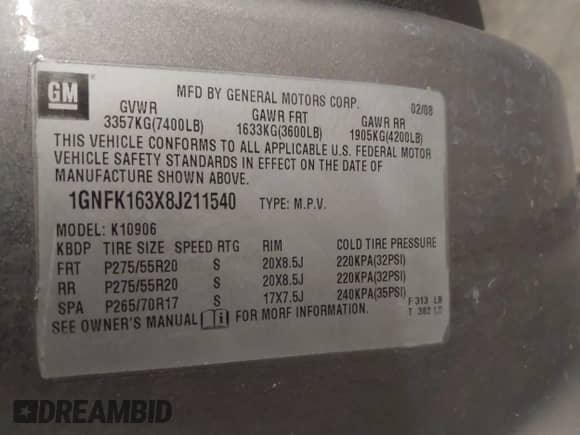 GM
MFD BY GENERAL MOTORS CORP.
02/08
GVWR GAWR FRT GAWR RR
3357KG(7400LB) 1633KG(3600LB) 1905KG(4200LB)
THIS VEHICLE CONFORMS TO ALL APPLICABLE U.S. FEDERAL MOTOR
VEHICLE SAFETY STANDARDS IN EFFECT ON THE DATE OF
MANUFACTURE SHOWN ABOVE.
1GNFK163X8J211540 TYPE: M.P.V.
MODEL: K10906
KBDP TIRE SIZE SPEED RTG RIM COLD TIRE PRESSURE
FRT P275/55R20 S 20X8.5J 220KPA(32PSI)
RR P275/55R20 S 20X8.5J 220KPA(32PSI)
SPA P265/70R17 S 17X7.5J 240KPA(35PSI)
F 313 LB
T 382 LT
SEE OWNER'S MANUAL i FOR MORE INFORMATION.
DREAMBID